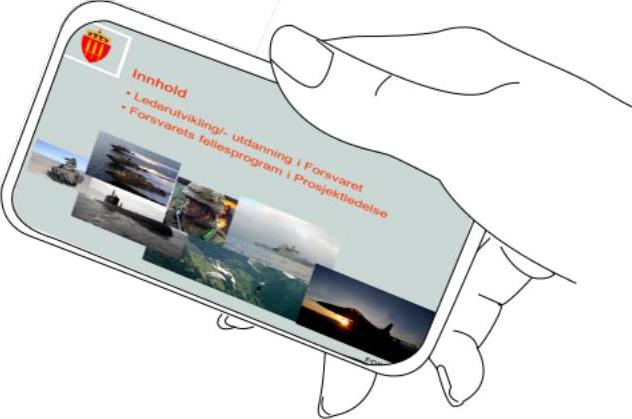 Innhold
• Lederutvikling/- utdanning i Forsvaret
• Forsvarets fellesprogram i Prosjektledelse